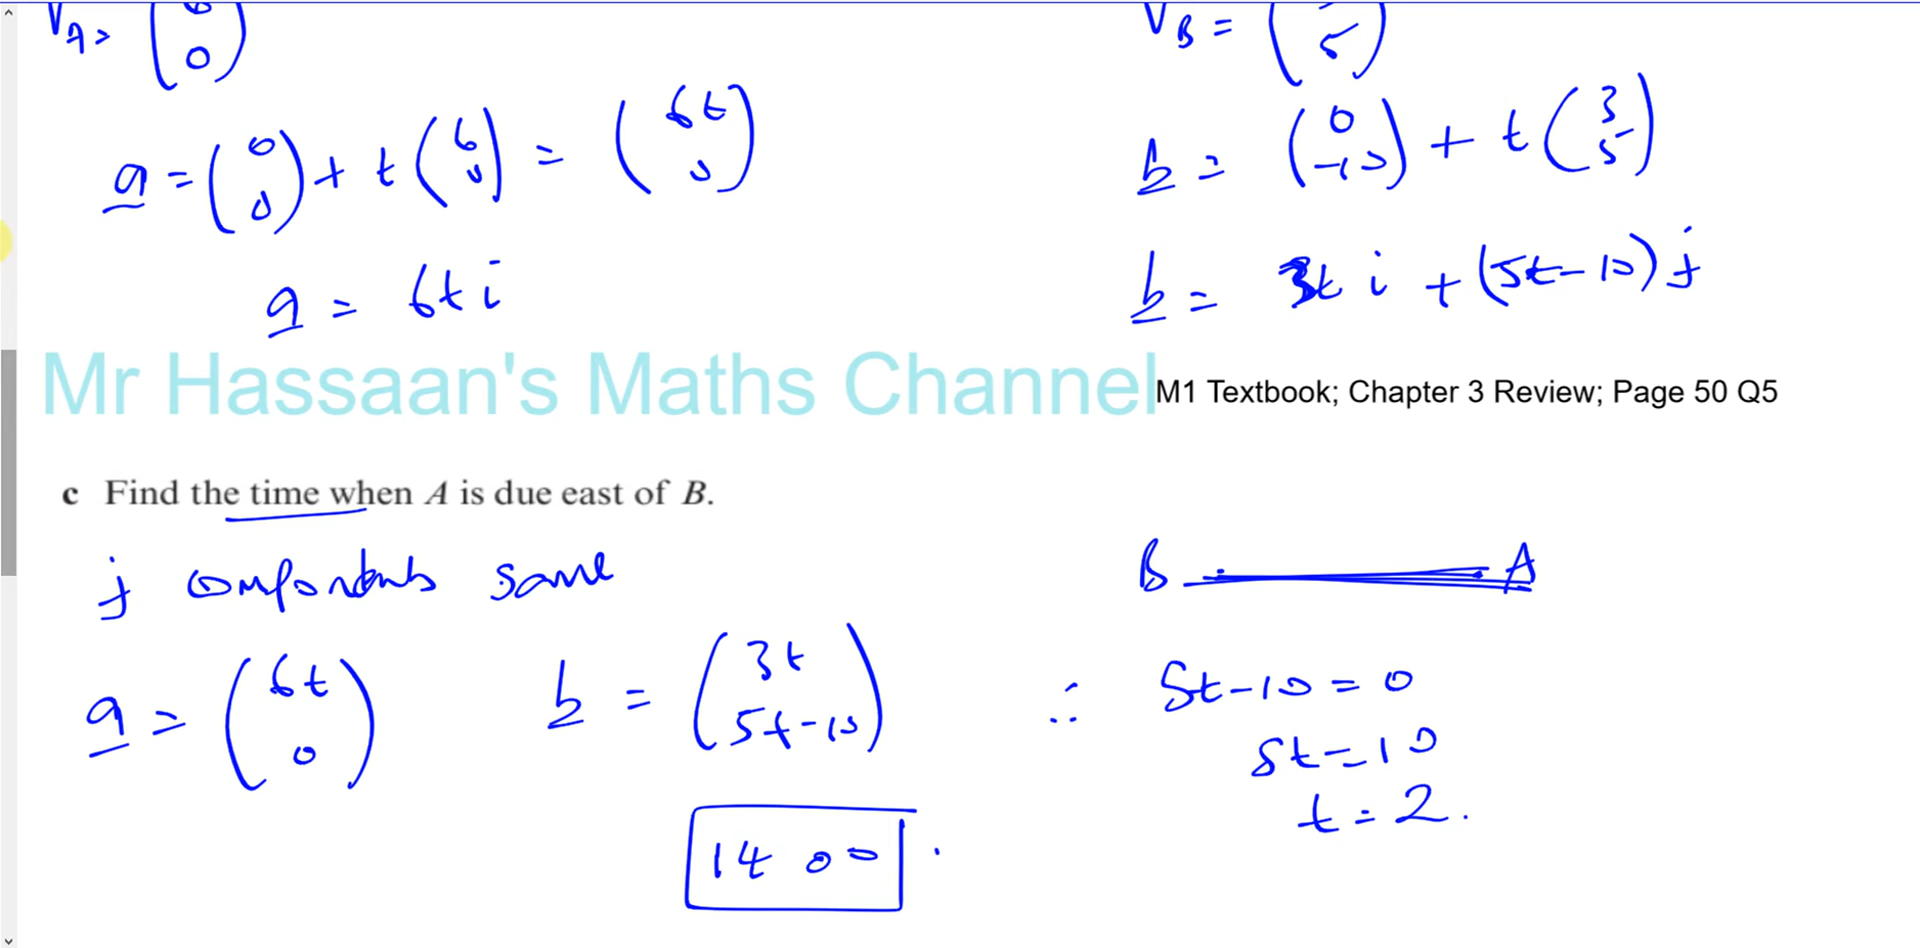 V_A = (6 0)
V_B = ( 5)
a = (0 0) + t (6 0) = (6t 0)
b = (0 -10) + t (3 5)
a = 6t i
b = 3t i + (5t-10) j
Mr Hassaan's Maths Channel
M1 Textbook; Chapter 3 Review; Page 50 Q5
c Find the time when A is due east of B.
j components same
B A
a = (6t 0)
b = (3t 5t-10)
∴ 5t-10 = 0
5t = 10
t = 2.
14 00.